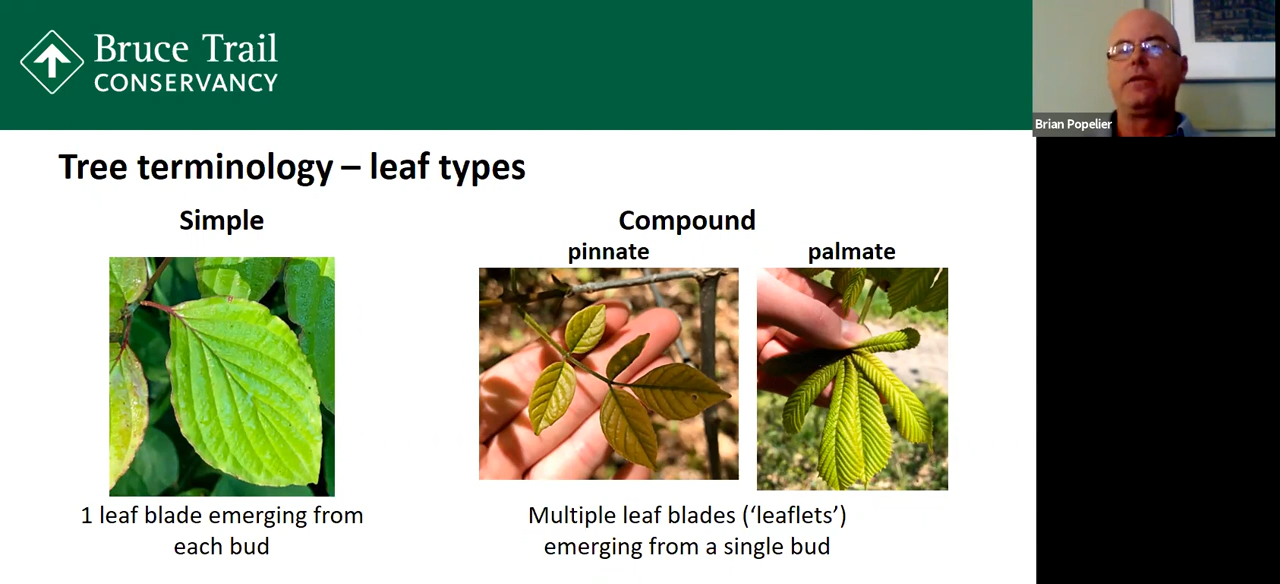 Bruce Trail
CONSERVANCY
Brian Popelier
Tree terminology – leaf types
Simple
Compound
pinnate
palmate
1 leaf blade emerging from
each bud
Multiple leaf blades (‘leaflets’)
emerging from a single bud